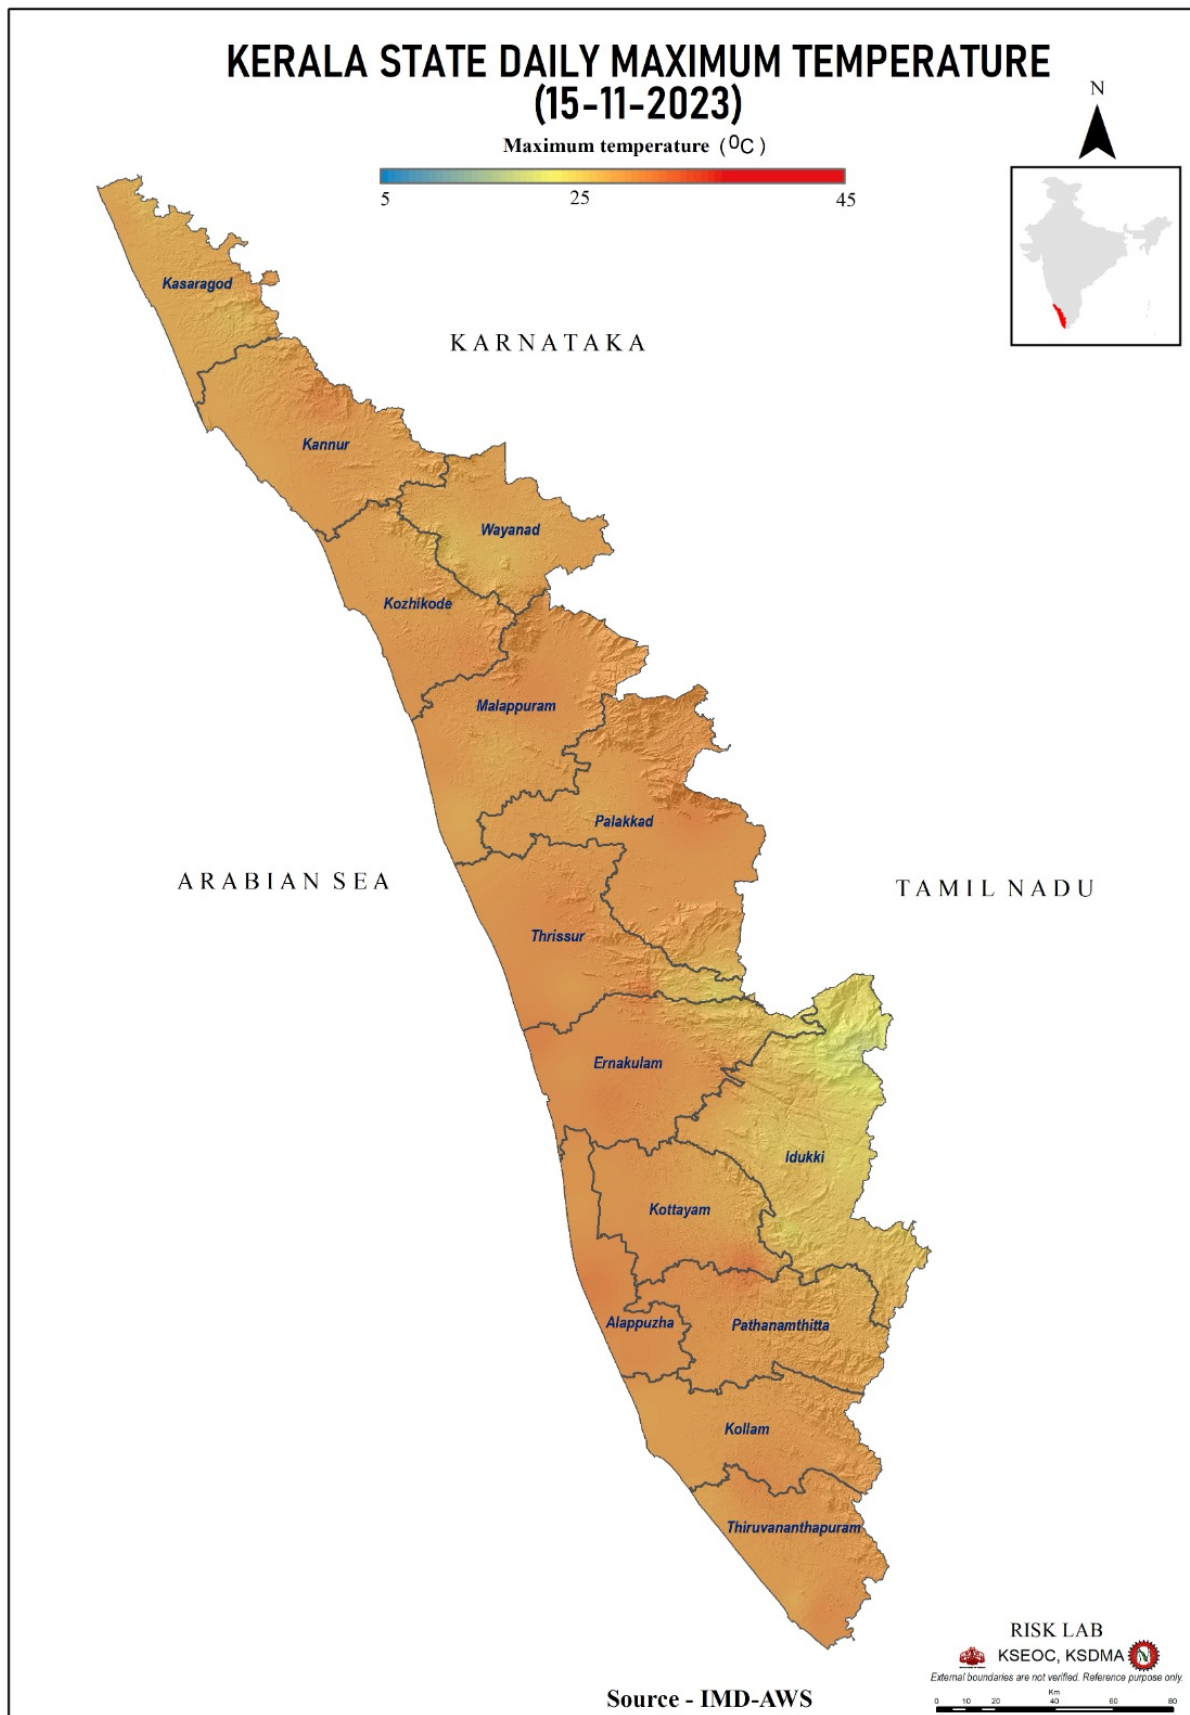 KERALA STATE DAILY MAXIMUM TEMPERATURE
(15-11-2023)
N
Maximum temperature (⁰C)
5 25 45
Kasaragod
KARNATAKA
Kannur
Wayanad
Kozhikode
Malappuram
Palakkad
ARABIAN SEA
TAMIL NADU
Thrissur
Ernakulam
Idukki
Kottayam
Alappuzha
Pathanamthitta
Kollam
Thiruvananthapuram
RISK LAB
KSEOC, KSDMA
External boundaries are not verified. Reference purpose only.
Source - IMD-AWS
Km
0 10 20 40 60 80